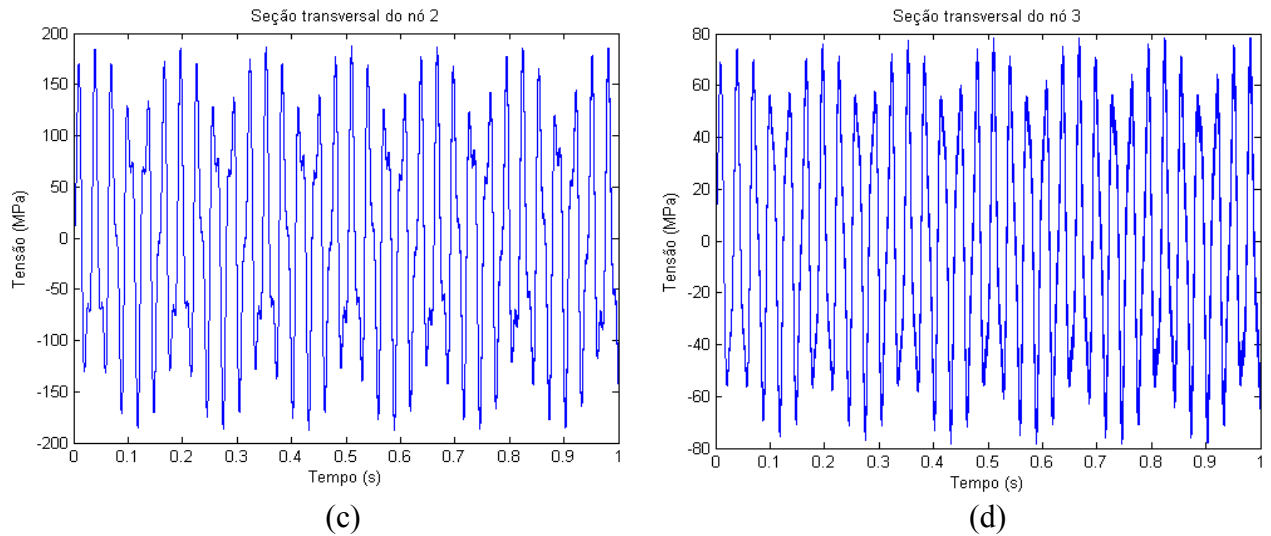 Seção transversal do nó 2
200
150
100
50
0
-50
-100
-150
-200
Tensão (MPa)
0 0.1 0.2 0.3 0.4 0.5 0.6 0.7 0.8 0.9 1
Tempo (s)
(c)
Seção transversal do nó 3
80
60
40
20
0
-20
-40
-60
-80
Tensão (MPa)
0 0.1 0.2 0.3 0.4 0.5 0.6 0.7 0.8 0.9 1
Tempo (s)
(d)